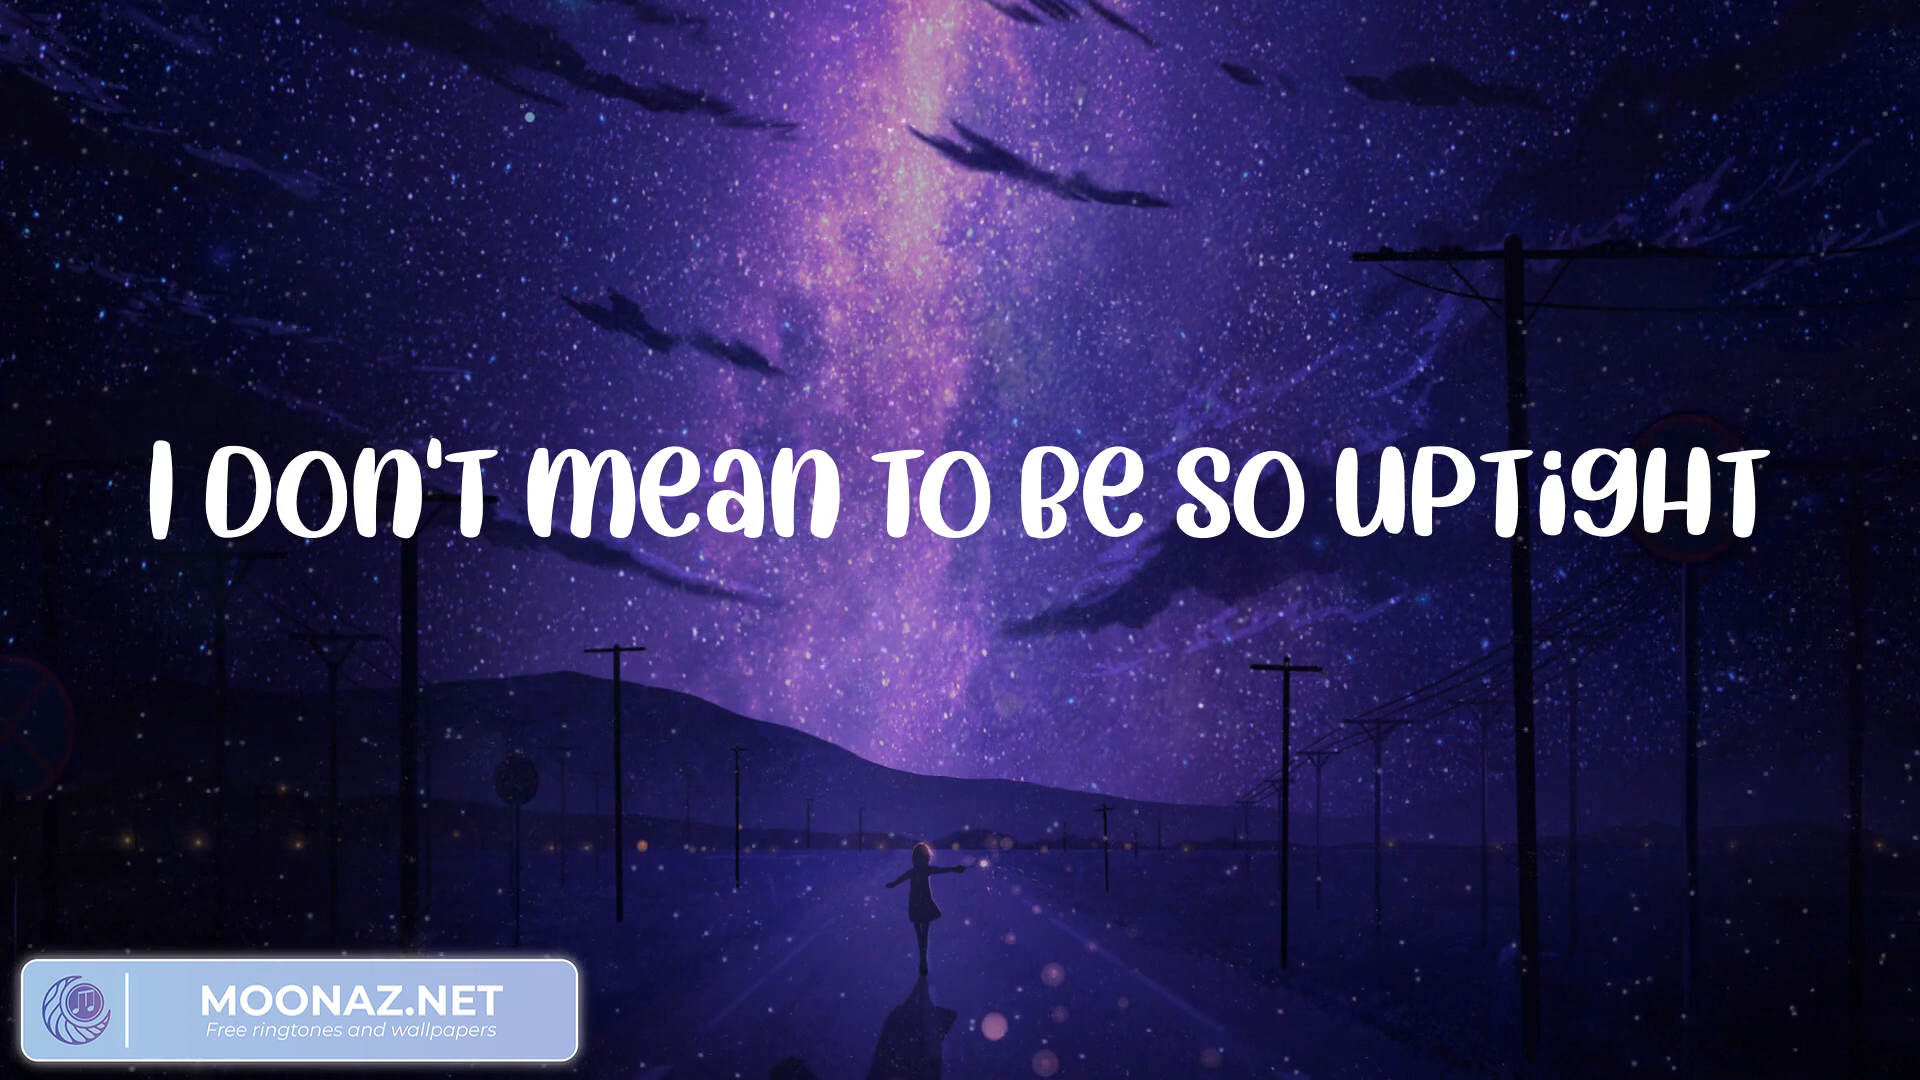 I DON'T mean TO Be SO UPTigHT
MOONAZ.NET
Free ringtones and wallpapers